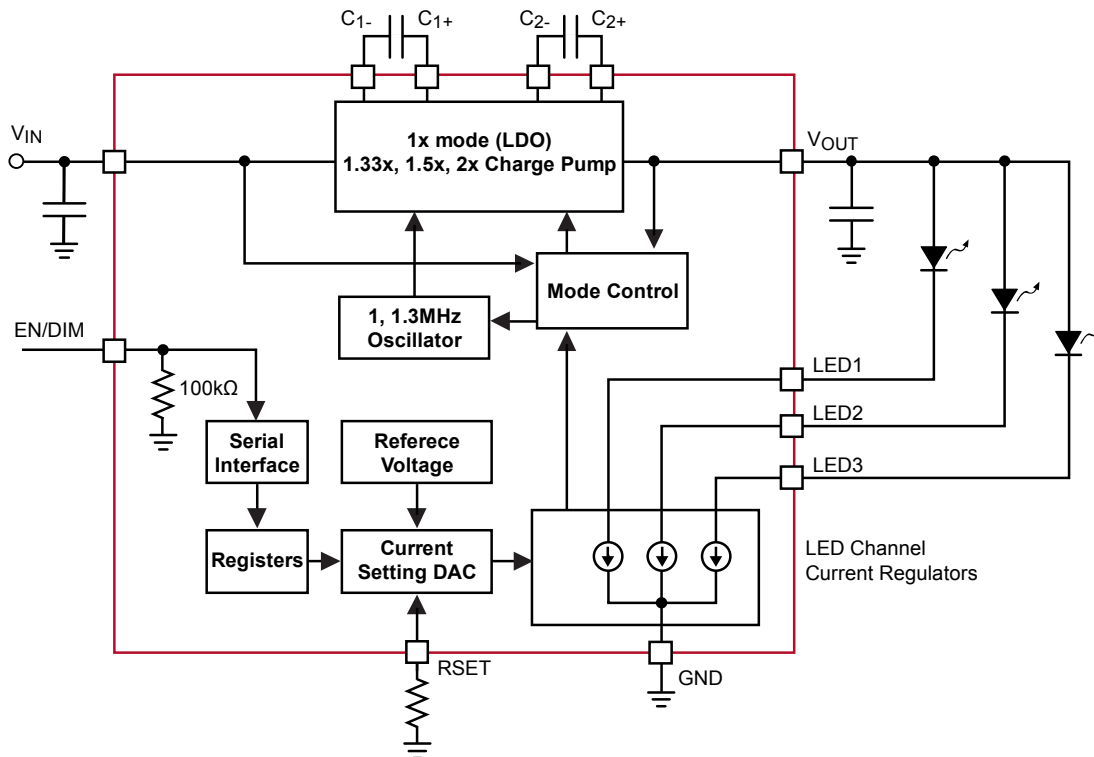 C1- C1+ C2- C2+
VIN
1x mode (LDO)
1.33x, 1.5x, 2x Charge Pump
VOUT
Mode Control
1, 1.3MHz
Oscillator
EN/DIM
100kΩ
LED1
LED2
LED3
Serial
Interface
Referece
Voltage
Registers
Current
Setting DAC
LED Channel
Current Regulators
RSET
GND